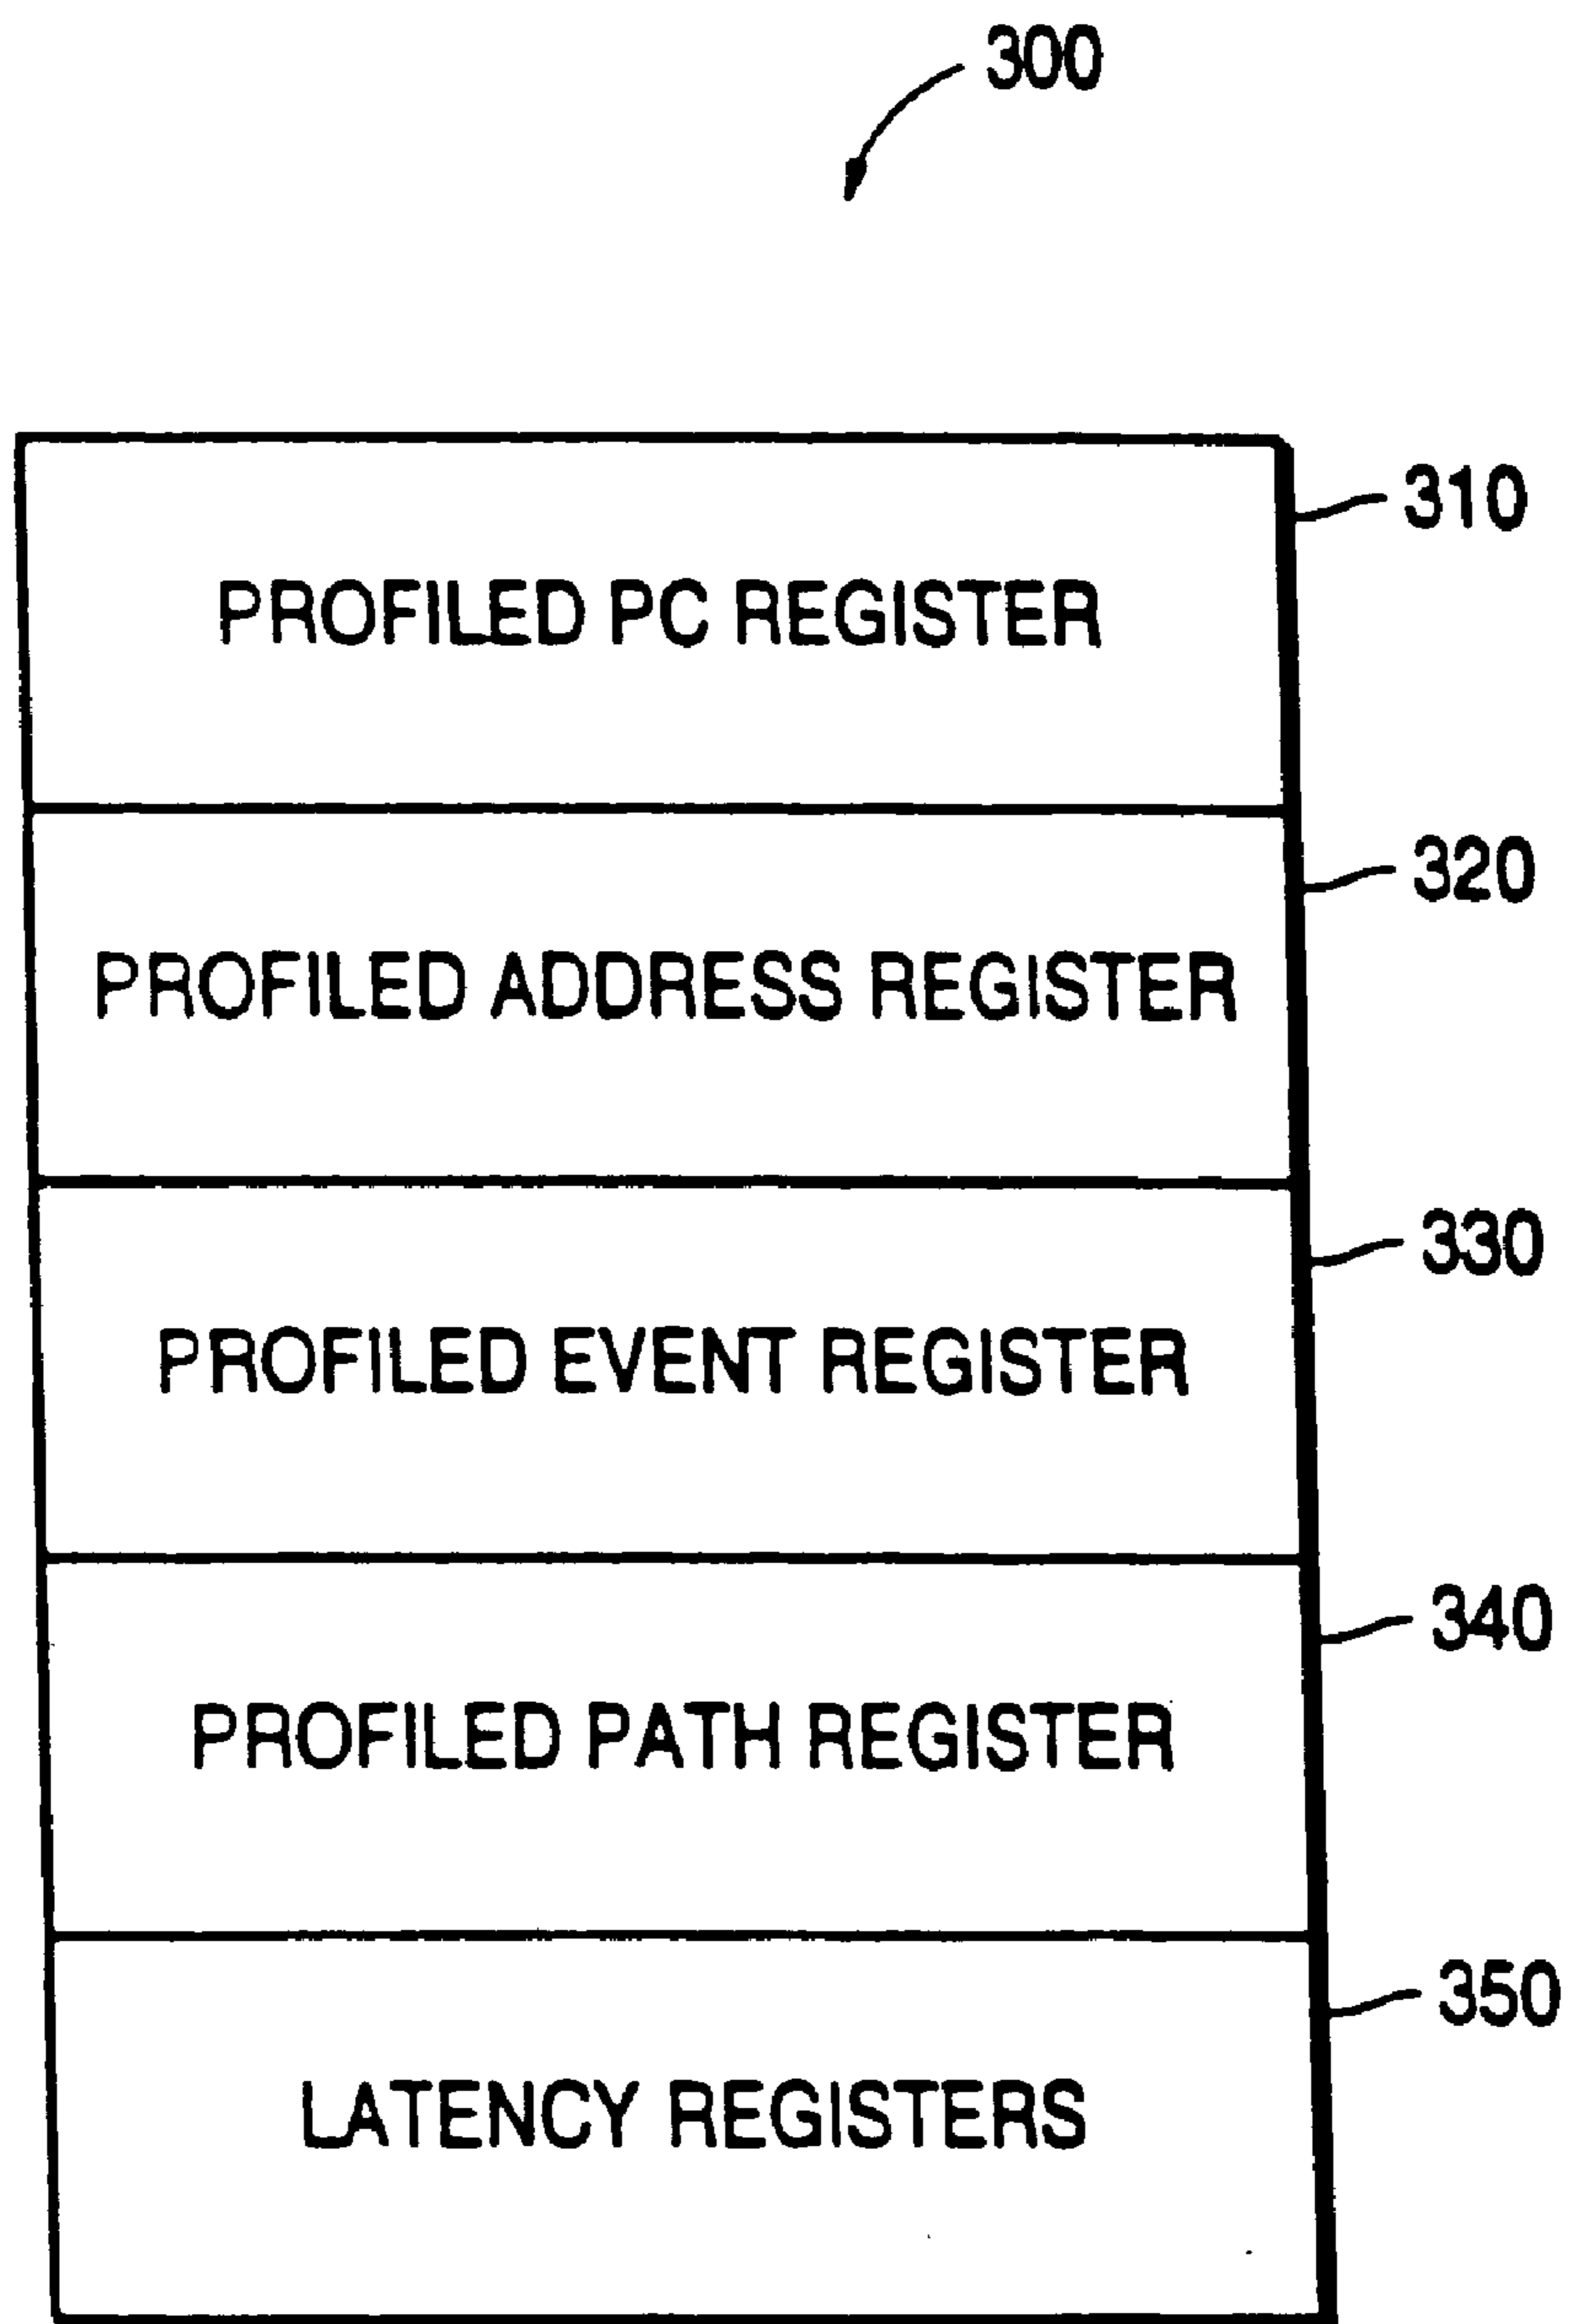 300
310
PROFILED PC REGISTER
320
PROFILED ADDRESS REGISTER
330
PROFILED EVENT REGISTER
340
PROFILED PATH REGISTER
350
LATENCY REGISTERS